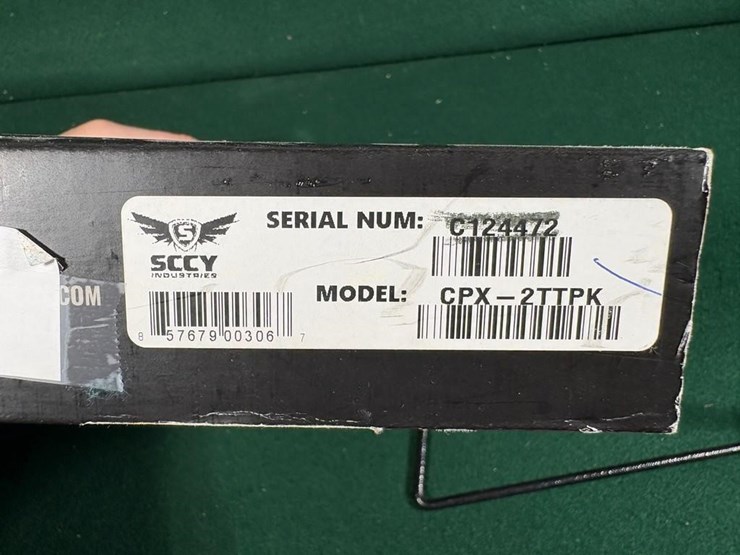 SERIAL NUM: C124472
S
SCCY
INDUSTRIES
COM
MODEL: CPX-2TTPK
8 57679 00306 7